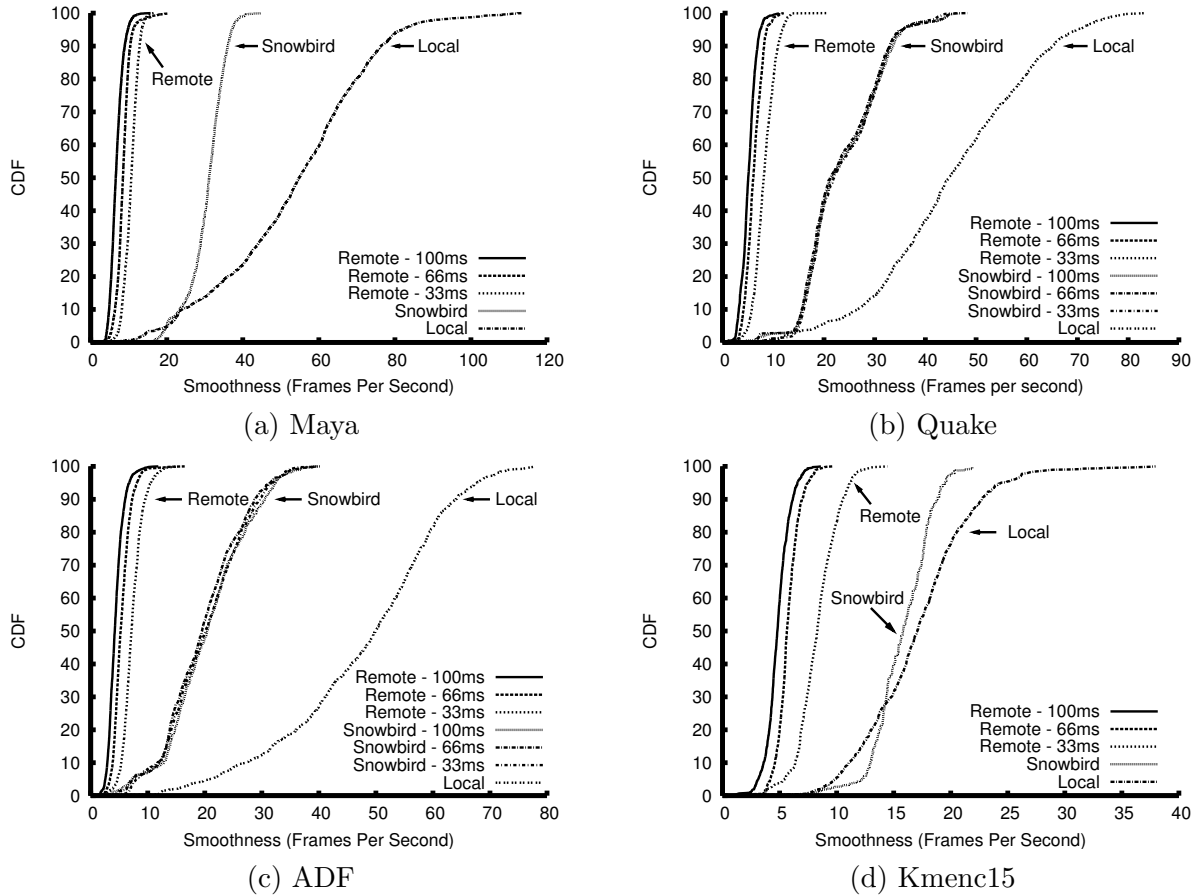 100
90
80
70
60
50
40
30
20
10
0
CDF
Remote
Snowbird
Local
Remote - 100ms
Remote - 66ms
Remote - 33ms
Snowbird
Local
0 20 40 60 80 100 120
Smoothness (Frames Per Second)
(a) Maya
100
90
80
70
60
50
40
30
20
10
0
CDF
Remote
Snowbird
Local
Remote - 100ms
Remote - 66ms
Remote - 33ms
Snowbird - 100ms
Snowbird - 66ms
Snowbird - 33ms
Local
0 10 20 30 40 50 60 70 80 90
Smoothness (Frames per second)
(b) Quake
100
90
80
70
60
50
40
30
20
10
0
CDF
Remote
Snowbird
Local
Remote - 100ms
Remote - 66ms
Remote - 33ms
Snowbird - 100ms
Snowbird - 66ms
Snowbird - 33ms
Local
0 10 20 30 40 50 60 70 80
Smoothness (Frames Per Second)
(c) ADF
100
90
80
70
60
50
40
30
20
10
0
CDF
Remote
Local
Snowbird
Remote - 100ms
Remote - 66ms
Remote - 33ms
Snowbird
Local
0 5 10 15 20 25 30 35 40
Smoothness (Frames Per Second)
(d) Kmenc15